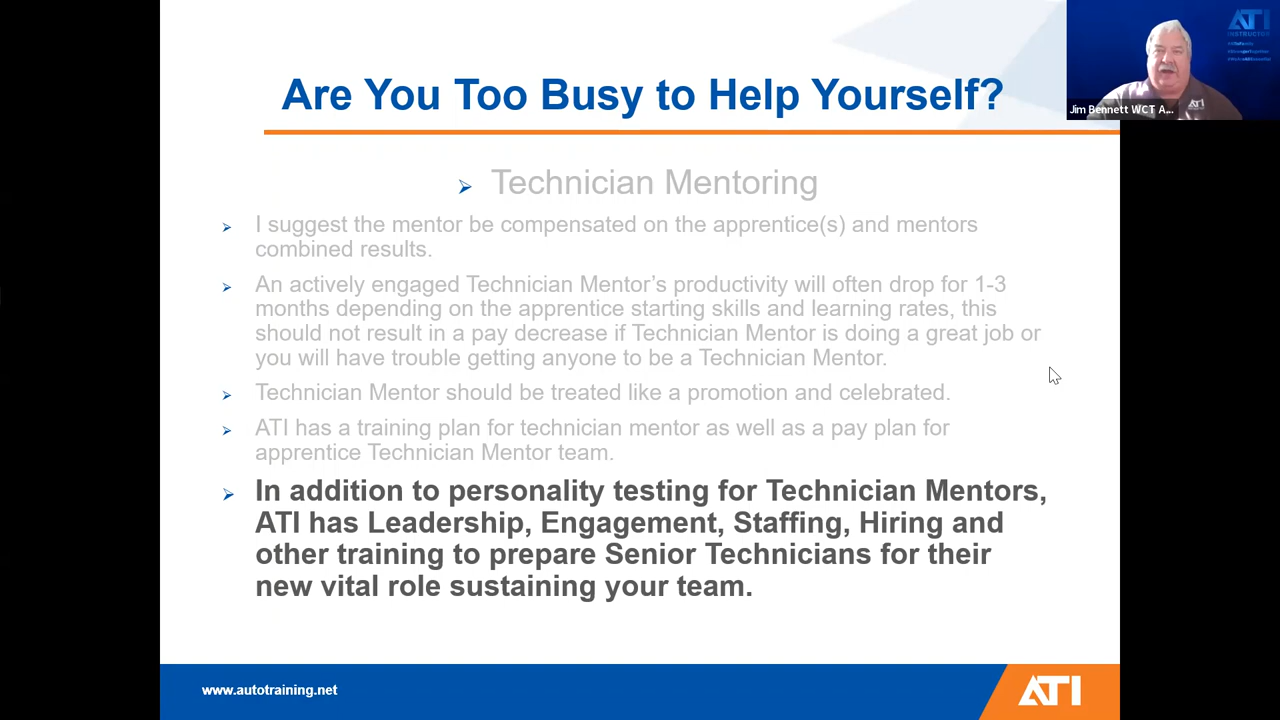 Are You Too Busy to Help Yourself?
ATI
INSTRUCTOR
Jim Bennett WCT A...
Technician Mentoring
I suggest the mentor be compensated on the apprentice(s) and mentors
combined results.
An actively engaged Technician Mentor's productivity will often drop for 1-3
months depending on the apprentice starting skills and learning rates, this
should not result in a pay decrease if Technician Mentor is doing a great job or
you will have trouble getting anyone to be a Technician Mentor.
Technician Mentor should be treated like a promotion and celebrated.
ATI has a training plan for technician mentor as well as a pay plan for
apprentice Technician Mentor team.
In addition to personality testing for Technician Mentors,
ATI has Leadership, Engagement, Staffing, Hiring and
other training to prepare Senior Technicians for their
new vital role sustaining your team.
www.autotraining.net
ATI